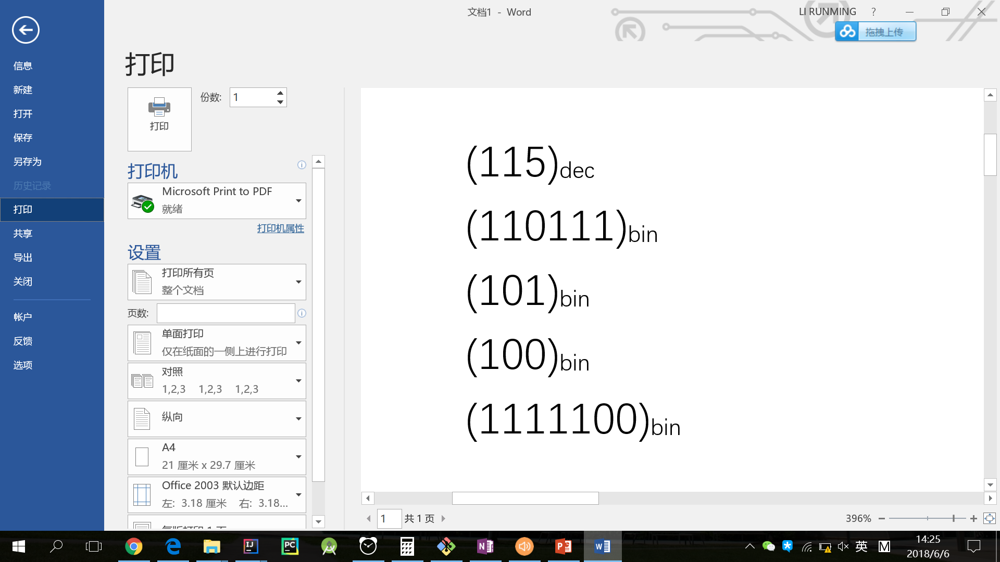 文档1 - Word
LI RUNMING
?
拖拽上传
信息
新建
打开
保存
另存为
历史记录
打印
共享
导出
关闭
帐户
反馈
选项
打印
打印
份数: 1
打印机
Microsoft Print to PDF
就绪
打印机属性
设置
打印所有页
整个文档
页数:
单面打印
仅在纸面的一侧上进行打印
对照
1,2,3 1,2,3 1,2,3
纵向
A4
21 厘米 x 29.7 厘米
Office 2003 默认边距
左: 3.18 厘米 右: 3.18...
每版打印 1 页
(115)dec
(110111)bin
(101)bin
(100)bin
(1111100)bin
1 共 1 页
396%
英
M
14:25
2018/6/6